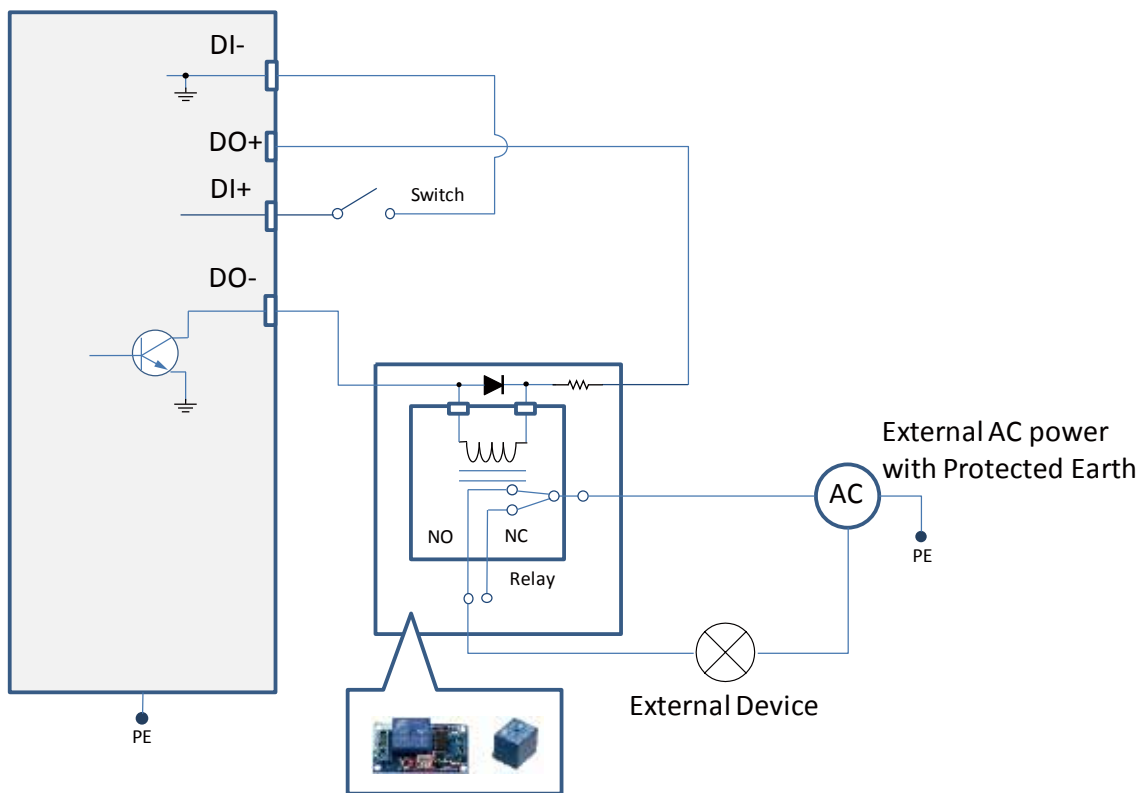 DI-
DO+
DI+
Switch
DO-
External AC power
with Protected Earth
AC
PE
NO
NC
Relay
External Device
PE